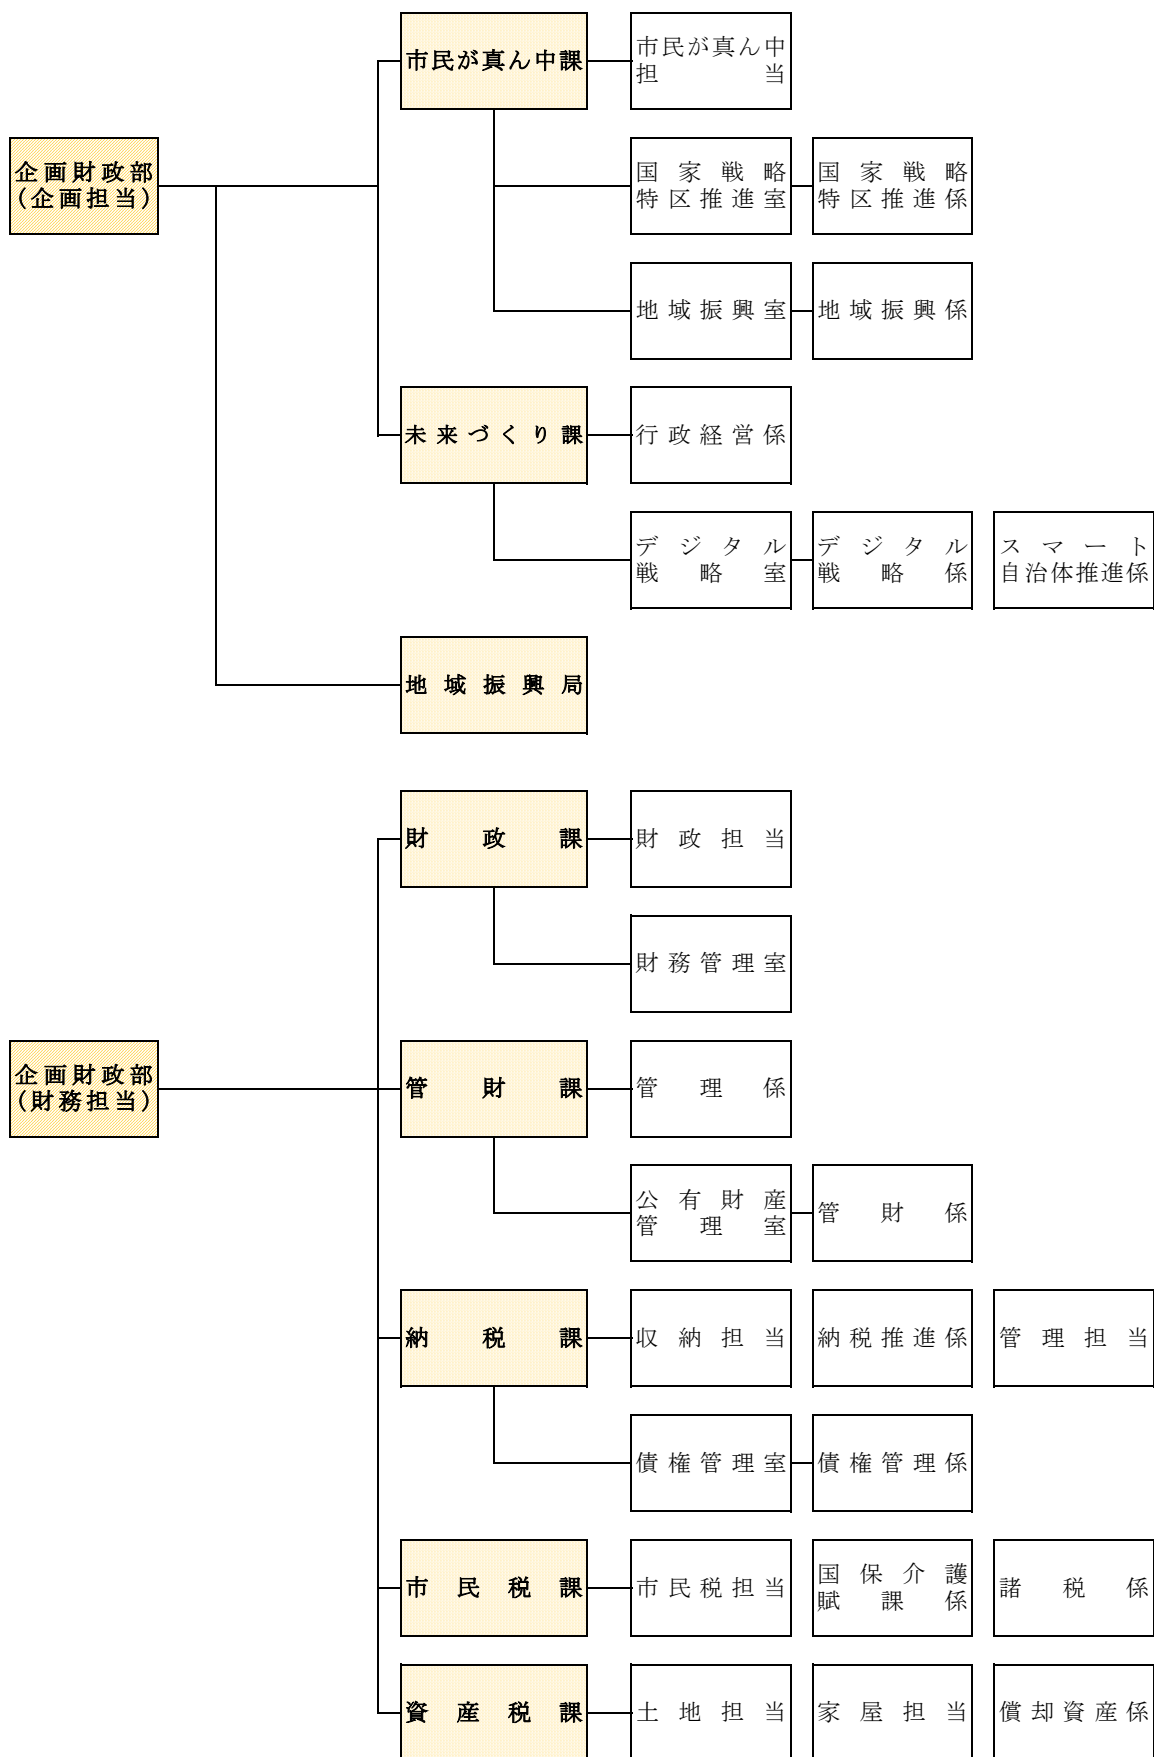 市民が真ん中課
市民が真ん中
担当
企画財政部
(企画担当)
国家戦略
特区推進室
国家戦略
特区推進係
地域振興室
地域振興係
未来づくり課
行政経営係
デジタル
戦略室
デジタル
戦略係
スマート
自治体推進係
地域振興局
財政課
財政担当
財務管理室
企画財政部
(財務担当)
管財課
管理係
公有財産
管理室
管財係
納税課
収納担当
納税推進係
管理担当
債権管理室
債権管理係
市民税課
市民税担当
国保介護
賦課係
諸税係
資産税課
土地担当
家屋担当
償却資産係